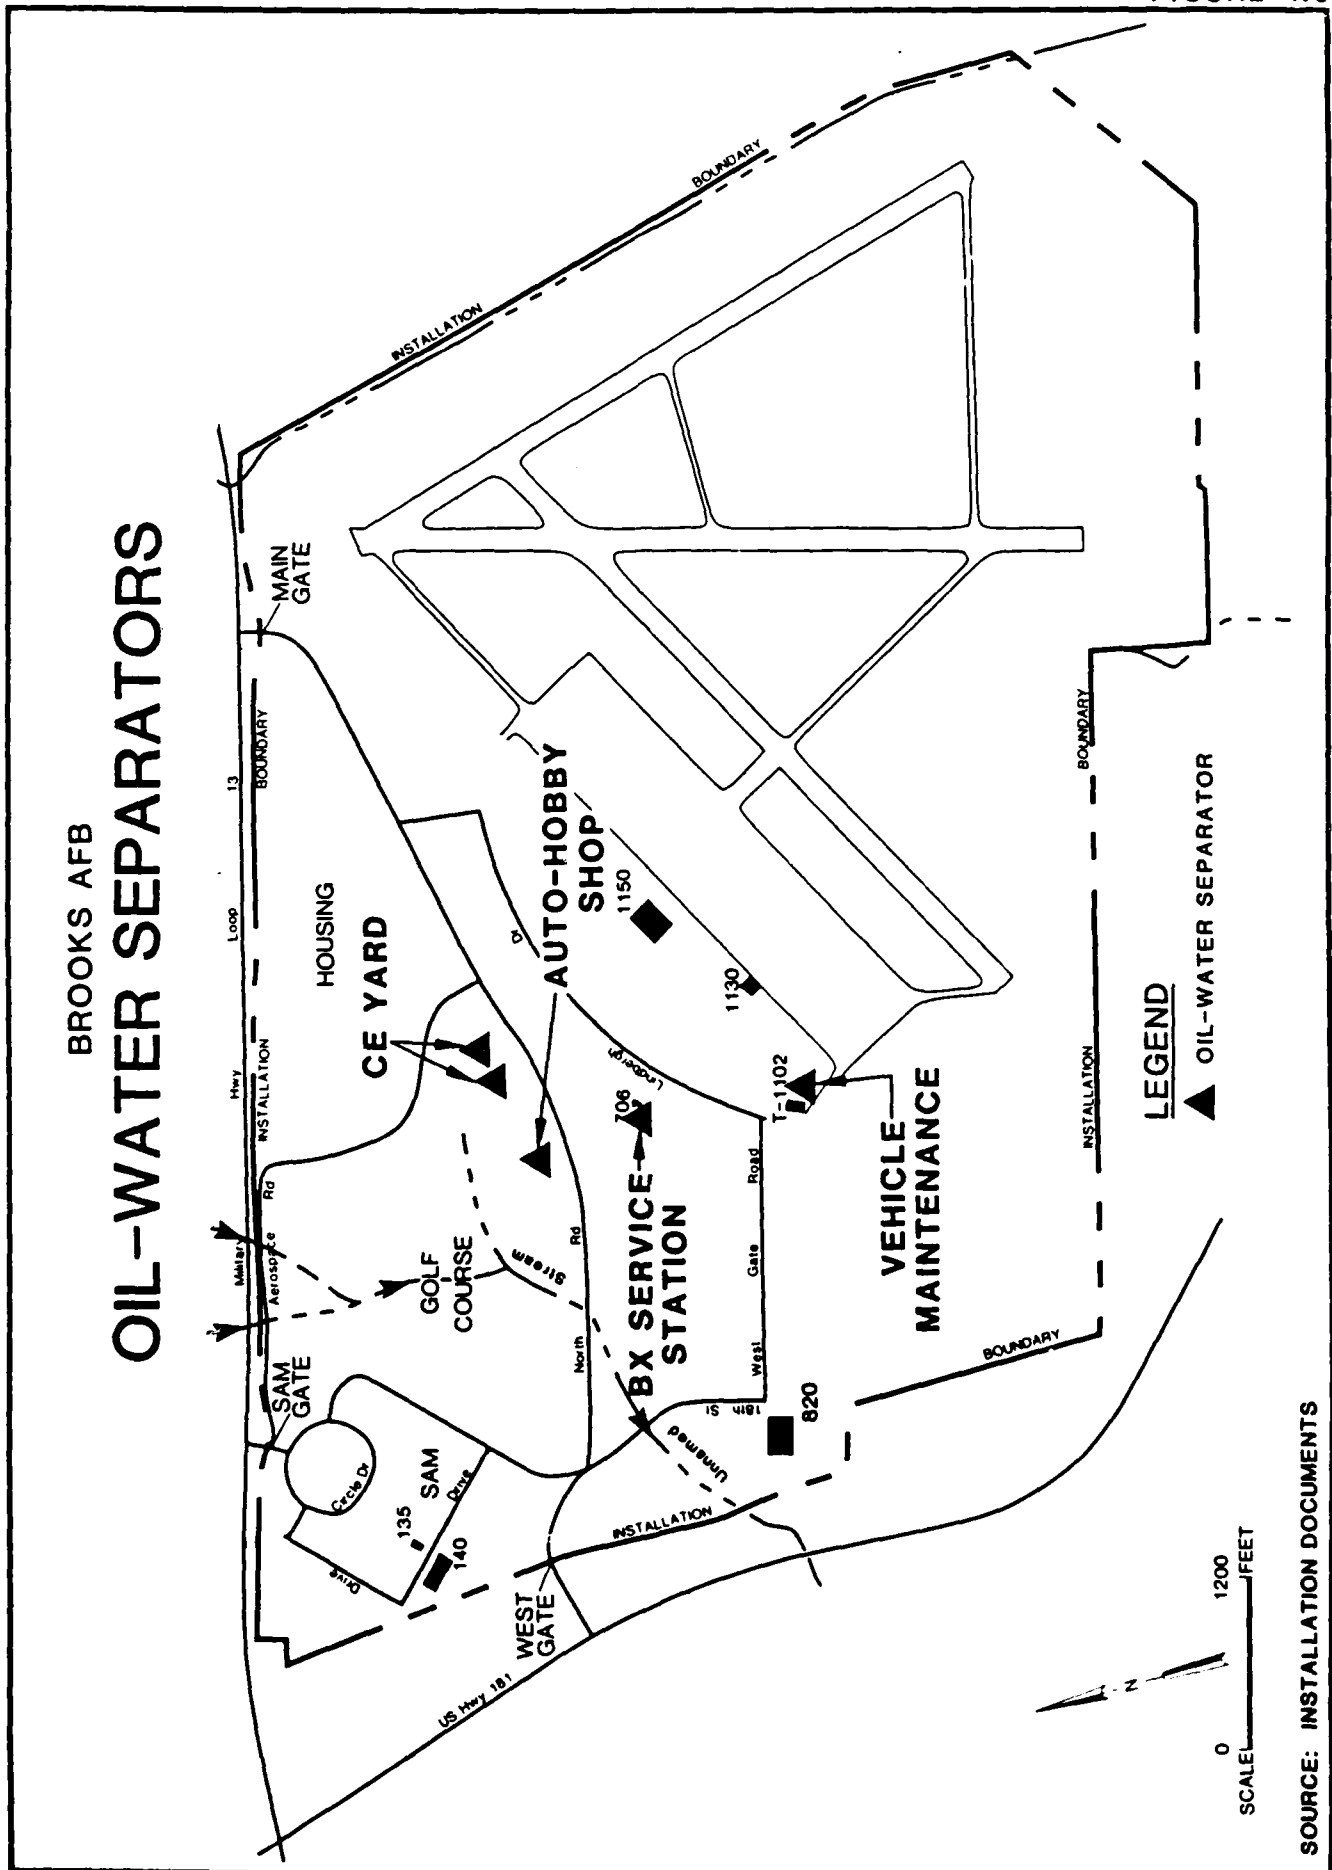 BROOKS AFB
OIL-WATER SEPARATORS
Military
Loop
13
Hwy
INSTALLATION
BOUNDARY
MAIN
GATE
SAM
GATE
Aerospace
Rd
HOUSING
CE YARD
GOLF
COURSE
Circle Dr
SAM
Drive
Drive
135
140
Stream
Unnamed
North
Rd
AUTO-HOBBY
SHOP
Dr
Lindbergh
1150
1130
706
BX SERVICE
STATION
T-1102
VEHICLE
MAINTENANCE
West
Gate
Road
18th St
820
WEST
GATE
US Hwy 181
INSTALLATION
BOUNDARY
INSTALLATION
BOUNDARY
INSTALLATION
BOUNDARY
LEGEND
OIL-WATER SEPARATOR
N
0
1200
SCALE
FEET
SOURCE: INSTALLATION DOCUMENTS